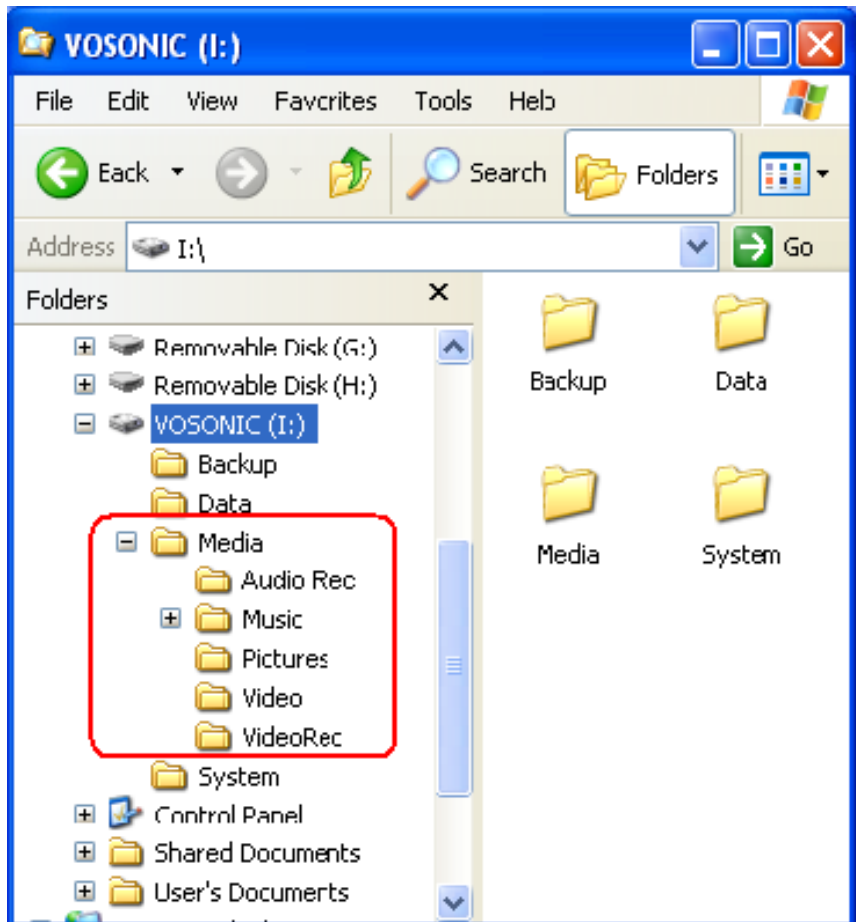 VOSONIC (I:)
File Edit View Favcrites Tools Help
Eack Search Folders
Address I:\ Go
Folders X
Removable Disk (G:)
Removable Disk (H:)
VOSONIC (I:)
Backup
Data
Media
Audio Rec
Music
Pictures
Video
VideoRec
System
Control Panel
Shared Documents
User's Documerts
Backup Data
Media System